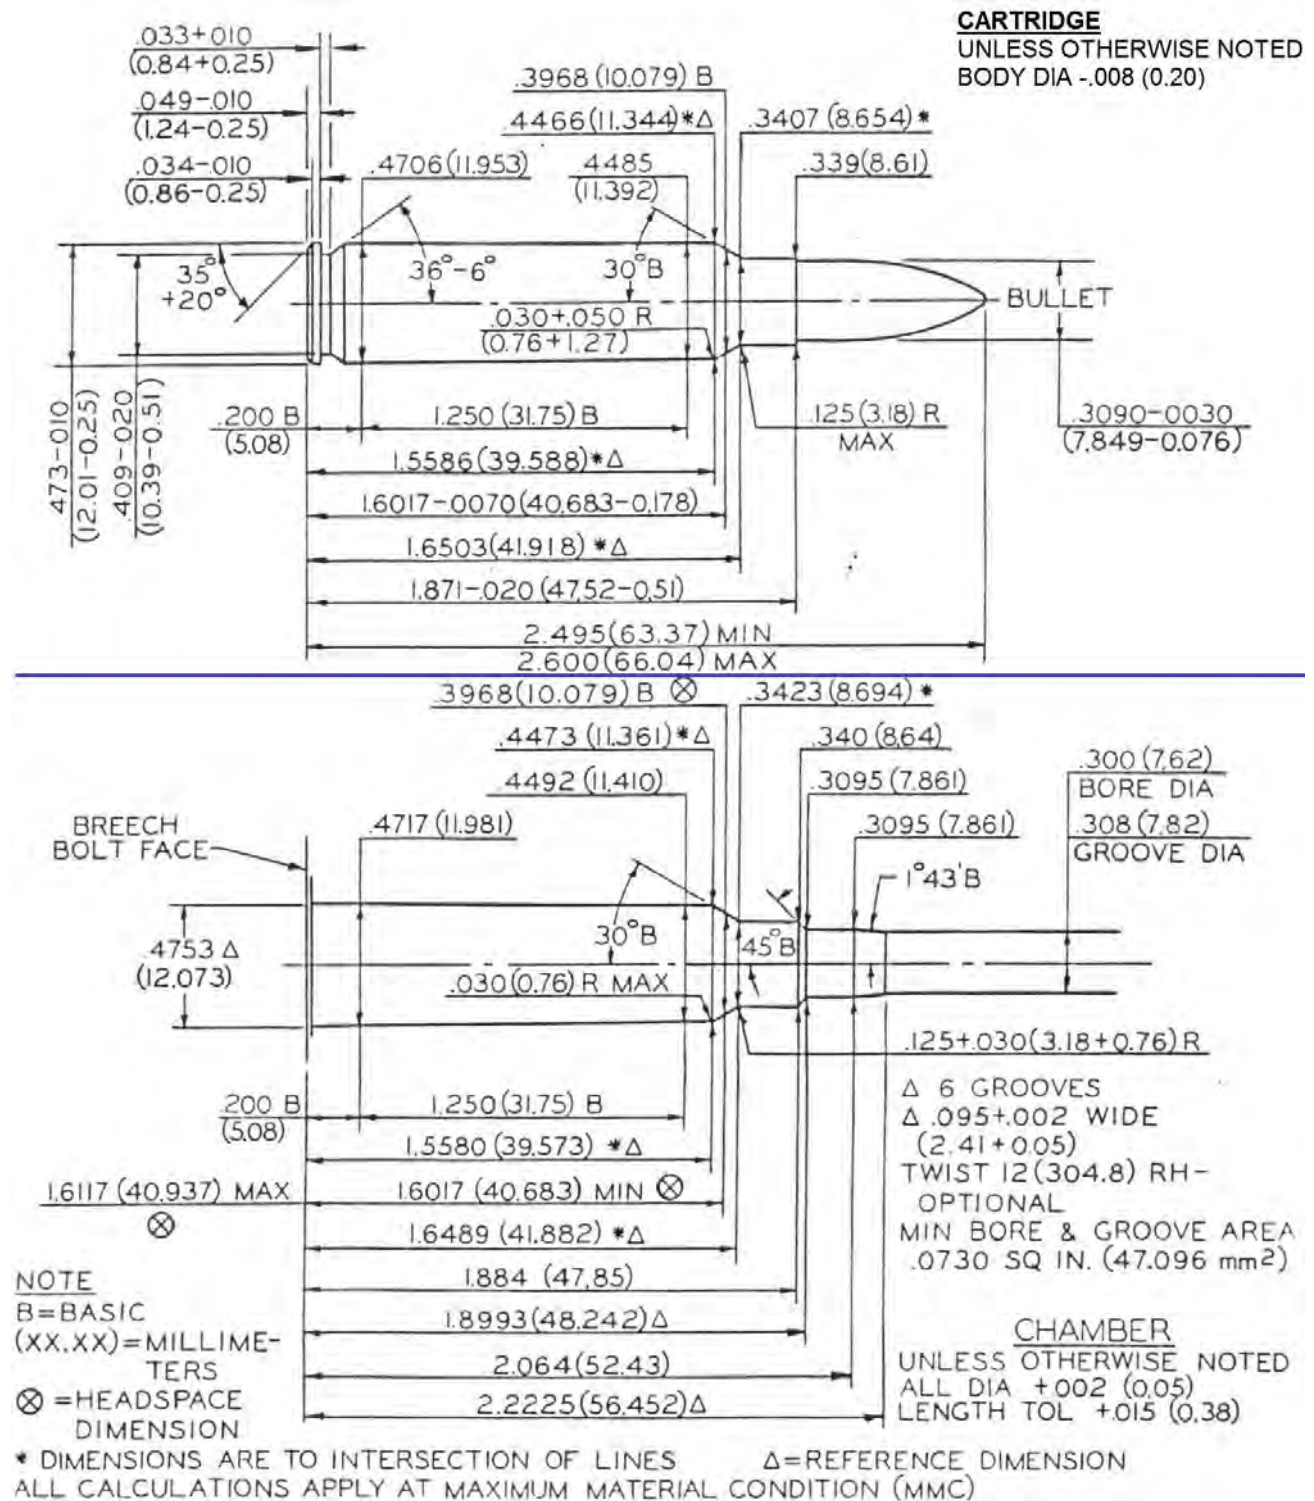 CARTRIDGE
UNLESS OTHERWISE NOTED
BODY DIA -.008 (0.20)
.033+010
(0.84+0.25)
.049-.010
(1.24-0.25)
.034-010
(0.86-0.25)
.3968 (10.079) B
.4466 (11.344)*Δ
.3407 (8.654)*
.4706 (11.953)
.4485
(11.392)
.339(8.61)
35°
+20°
36°-6°
30°B
BULLET
.030+.050 R
(0.76+1.27)
.473-010
(12.01-0.25)
.409-020
(10.39-0.51)
.200 B
(5.08)
1.250 (31.75) B
.125 (3.18) R
MAX
.3090-0030
(7.849-0.076)
1.5586 (39.588)*Δ
1.6017-.0070 (40.683-0.178)
1.6503(41.918) *Δ
1.871-.020 (47.52-0.51)
2.495(63.37) MIN
2.600(66.04) MAX
.3968(10.079) B ⊗
.3423(8.694)*
.4473 (11.361)*Δ
.340 (8.64)
.4492 (11.410)
.3095(7.861)
.300 (7.62)
BORE DIA
BREECH
BOLT FACE
.4717 (11.981)
.3095 (7.861)
.308 (7.82)
GROOVE DIA
1°43'B
.4753 Δ
(12.073)
30°B
45°B
.030(0.76) R MAX
.125+.030(3.18+0.76) R
.200 B
(5.08)
1.250 (31.75) B
Δ 6 GROOVES
Δ .095+.002 WIDE
(2.41+0.05)
TWIST 12 (304.8) RH-
OPTIONAL
MIN BORE & GROOVE AREA
.0730 SQ IN. (47.096 mm2)
1.5580 (39.573) *Δ
1.6117 (40.937) MAX
⊗
1.6017 (40.683) MIN ⊗
1.6489 (41.882) *Δ
1.884 (47.85)
1.8993(48.242)Δ
2.064(52.43)
2.2225(56.452)Δ
NOTE
B=BASIC
(XX.XX)=MILLIME-
TERS
⊗ =HEADSPACE
DIMENSION
CHAMBER
UNLESS OTHERWISE NOTED
ALL DIA +.002 (0.05)
LENGTH TOL +.015 (0.38)
* DIMENSIONS ARE TO INTERSECTION OF LINES Δ=REFERENCE DIMENSION
ALL CALCULATIONS APPLY AT MAXIMUM MATERIAL CONDITION (MMC)